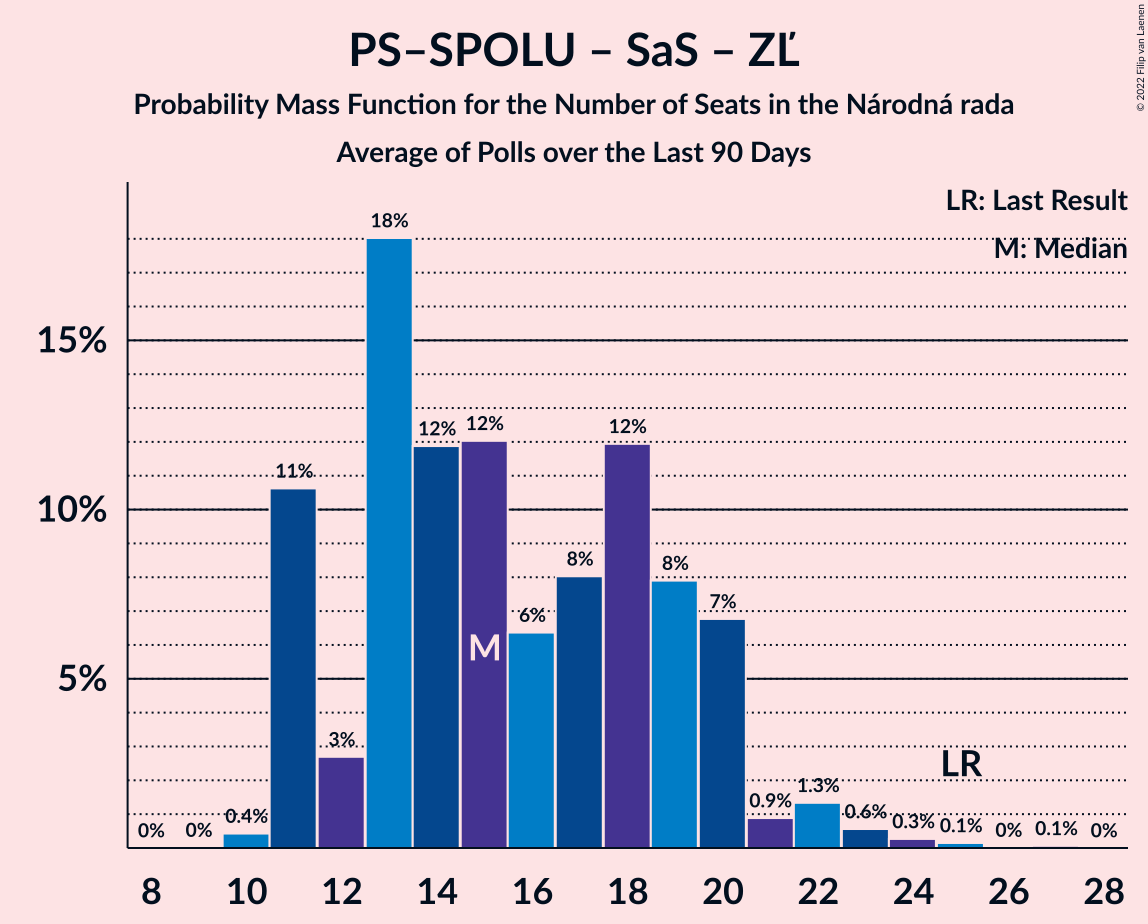 PS–SPOLU – SaS – ZĽ
Probability Mass Function for the Number of Seats in the Národná rada
Average of Polls over the Last 90 Days
© 2022 Filip van Laenen
LR: Last Result
M: Median
15%
10%
5%
0%
0%
0.4%
11%
3%
18%
12%
12%
6%
8%
12%
8%
7%
0.9%
1.3%
0.6%
0.3%
0.1%
0%
0.1%
0%
M
LR
8 10 12 14 16 18 20 22 24 26 28